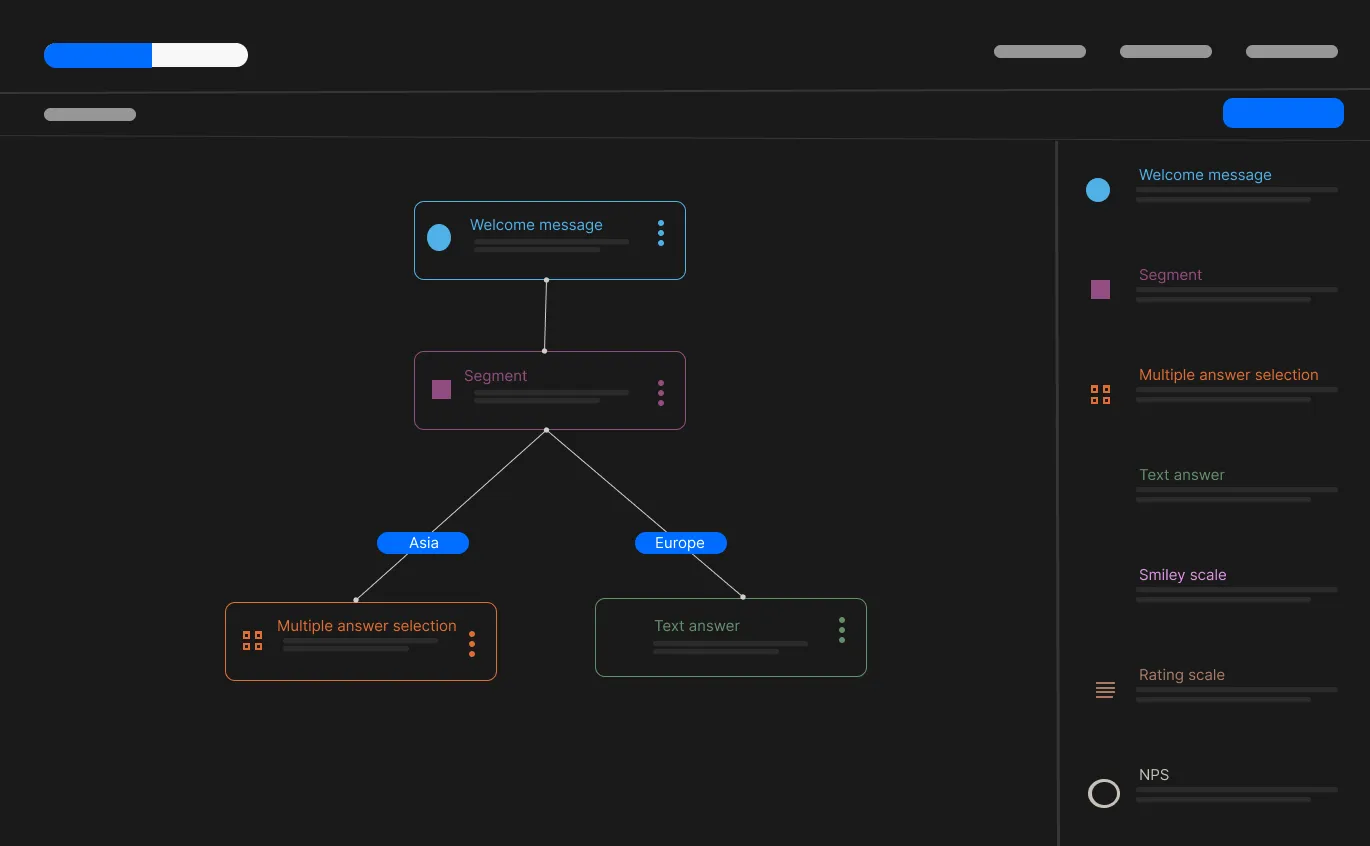 Welcome message
Segment
Asia
Europe
Multiple answer selection
Text answer
Welcome message
Segment
Multiple answer selection
Text answer
Smiley scale
Rating scale
NPS